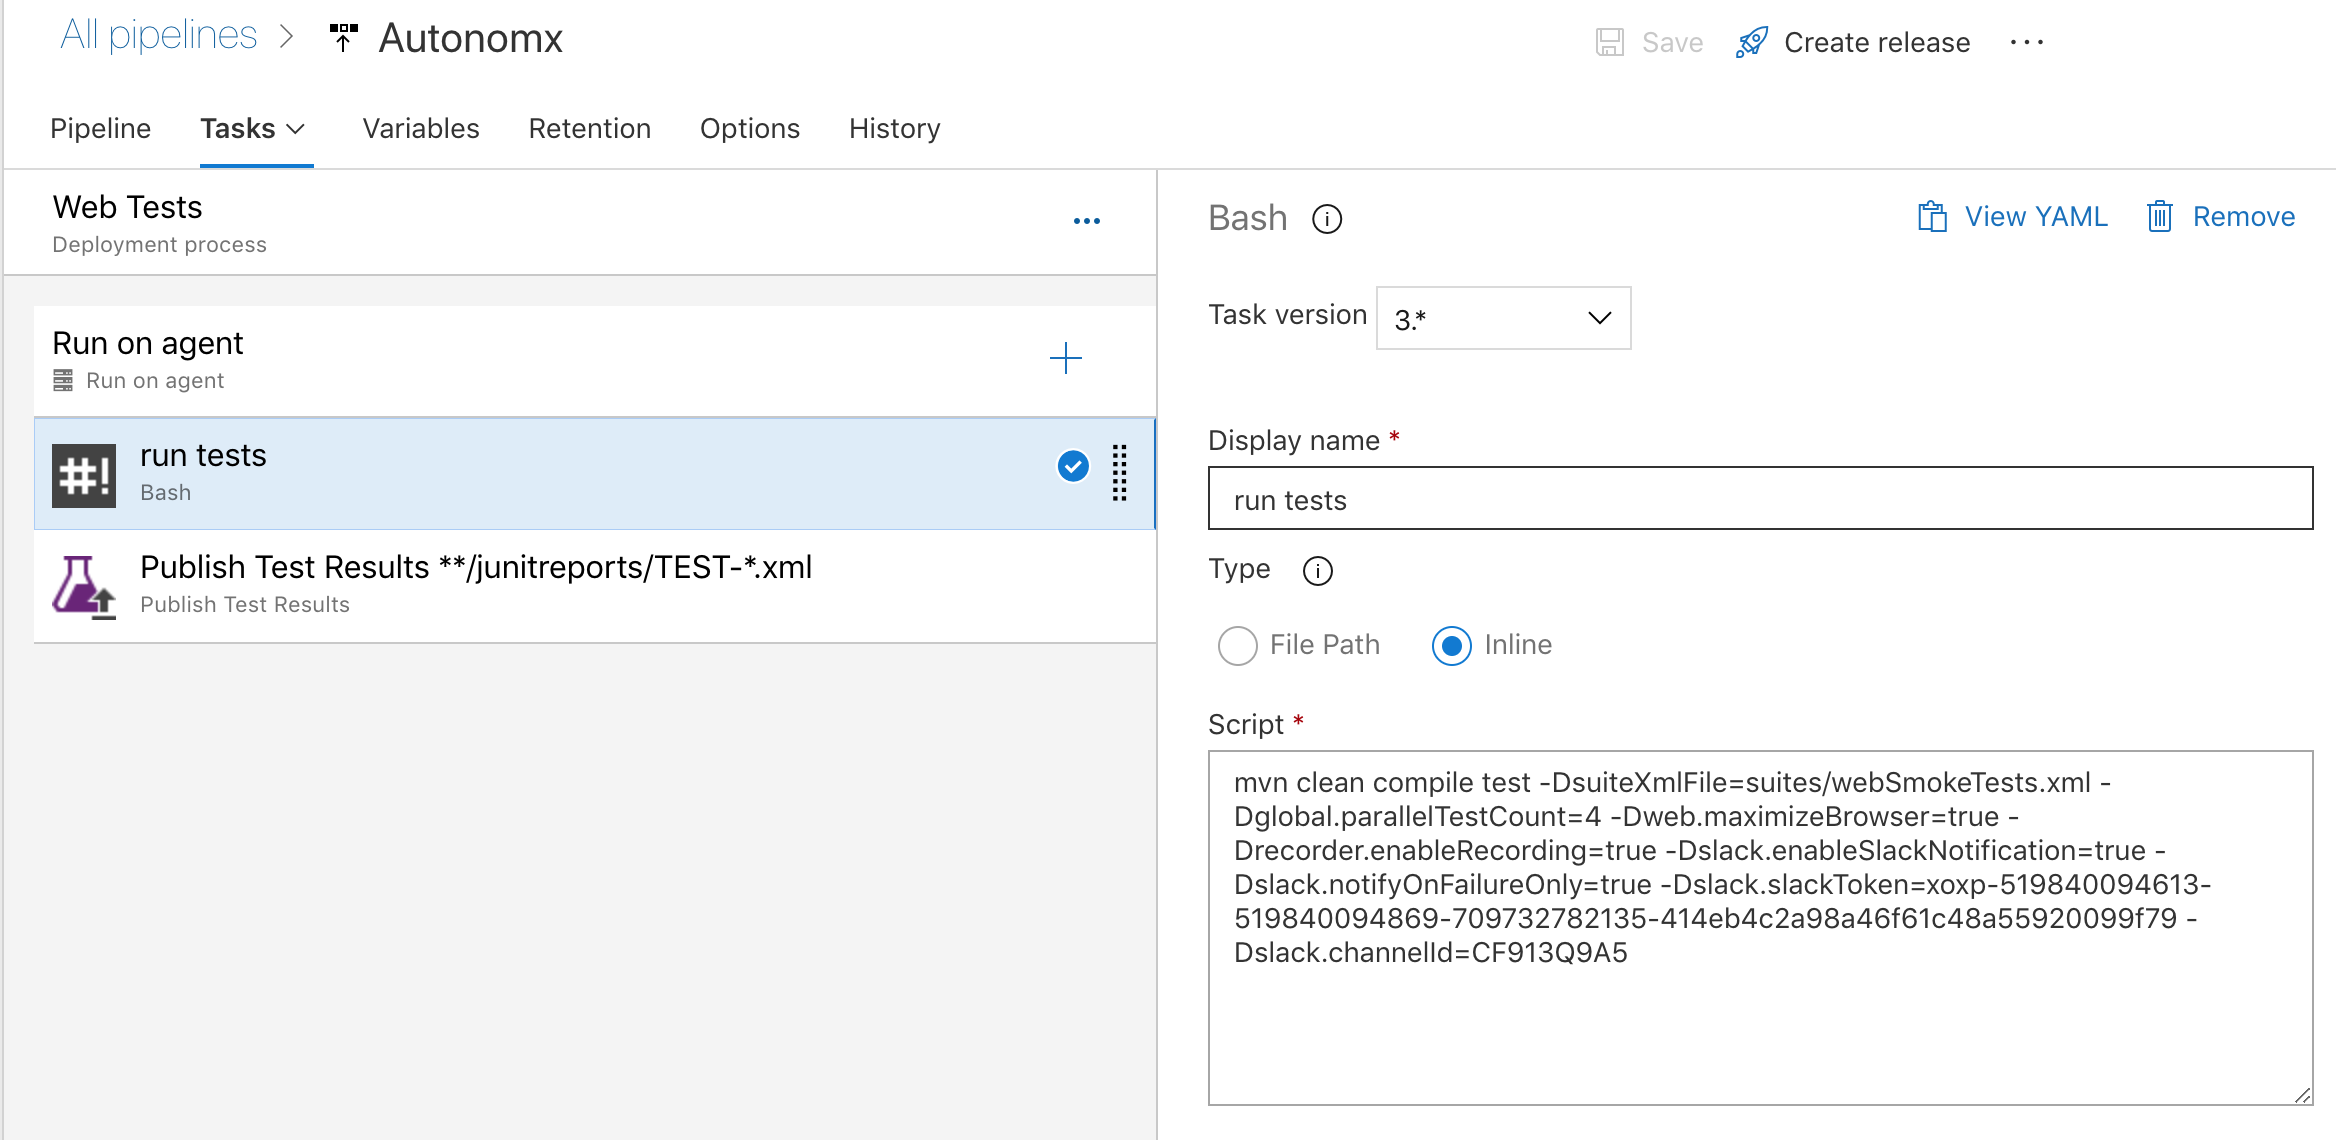 All pipelines > Autonomx
Save Create release ...
Pipeline Tasks Variables Retention Options History
Web Tests
Deployment process
...
Run on agent
Run on agent
#! run tests
Bash
Publish Test Results **/junitreports/TEST-*.xml
Publish Test Results
Bash
View YAML Remove
Task version 3.*
Display name *
run tests
Type
File Path Inline
Script *
mvn clean compile test -DsuiteXmlFile=suites/webSmokeTests.xml -
Dglobal.parallelTestCount=4 -Dweb.maximizeBrowser=true -
Drecorder.enableRecording=true -Dslack.enableSlackNotification=true -
Dslack.notifyOnFailureOnly=true -Dslack.slackToken=xoxp-519840094613-
519840094869-709732782135-414eb4c2a98a46f61c48a55920099f79 -
Dslack.channelId=CF913Q9A5